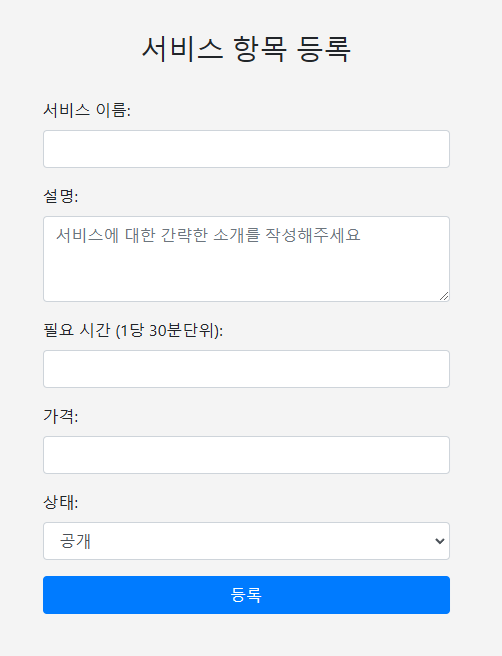 서비스 항목 등록
서비스 이름:
설명:
서비스에 대한 간략한 소개를 작성해주세요
필요 시간 (1당 30분단위):
가격:
상태:
공개
등록